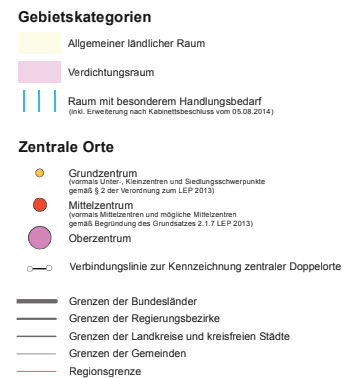 Gebietskategorien
Allgemeiner ländlicher Raum
Verdichtungsraum
Raum mit besonderem Handlungsbedarf
(inkl. Erweiterung nach Kabinettsbeschluss vom 05.08.2014)
Zentrale Orte
Grundzentrum
(vormals Unter-, Kleinzentren und Siedlungsschwerpunkte
gemäß § 2 der Verordnung zum LEP 2013)
Mittelzentrum
(vormals Mittelzentren und mögliche Mittelzentren
gemäß Begründung des Grundsatzes 2.1.7 LEP 2013)
Oberzentrum
Verbindungslinie zur Kennzeichnung zentraler Doppelorte
Grenzen der Bundesländer
Grenzen der Regierungsbezirke
Grenzen der Landkreise und kreisfreien Städte
Grenzen der Gemeinden
Regionsgrenze